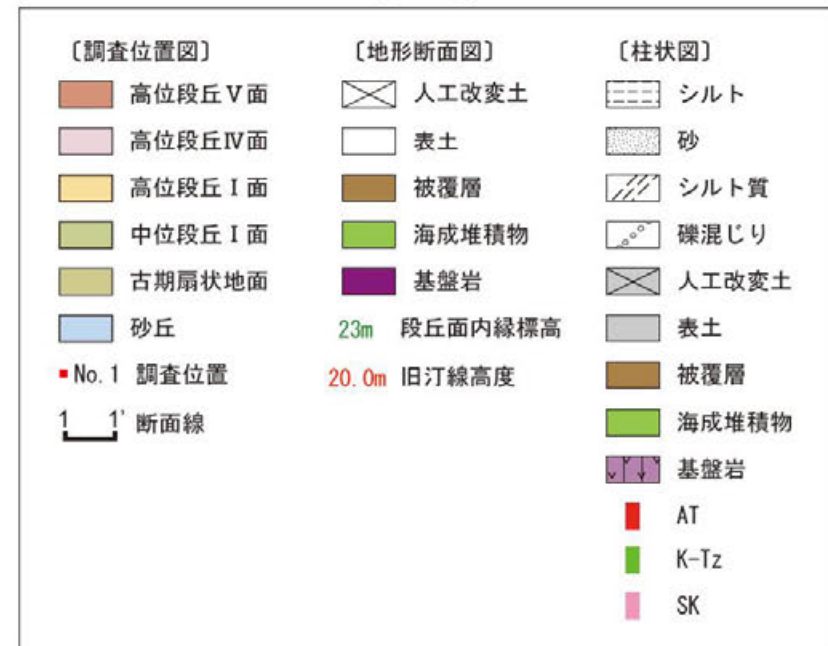 〔調査位置図〕
高位段丘Ⅴ面
高位段丘Ⅳ面
高位段丘Ⅰ面
中位段丘Ⅰ面
古期扇状地面
砂丘
No. 1 調査位置
1 1' 断面線
〔地形断面図〕
人工改変土
表土
被覆層
海成堆積物
基盤岩
23m 段丘面内縁標高
20.0m 旧汀線高度
〔柱状図〕
シルト
砂
シルト質
礫混じり
人工改変土
表土
被覆層
海成堆積物
基盤岩
AT
K-Tz
SK